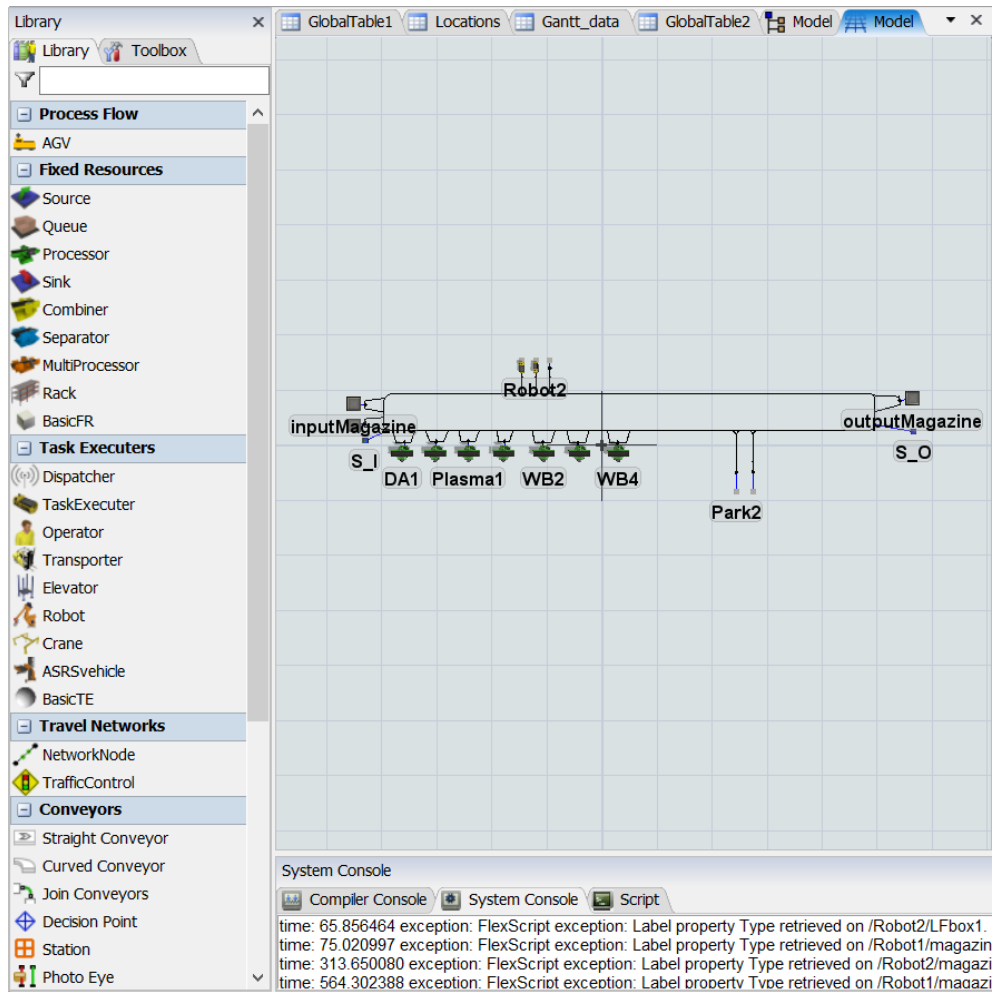 Library
Library Toolbox
Process Flow
AGV
Fixed Resources
Source
Queue
Processor
Sink
Combiner
Separator
MultiProcessor
Rack
BasicFR
Task Executers
Dispatcher
TaskExecuter
Operator
Transporter
Elevator
Robot
Crane
ASRSvehicle
BasicTE
Travel Networks
NetworkNode
TrafficControl
Conveyors
Straight Conveyor
Curved Conveyor
Join Conveyors
Decision Point
Station
Photo Eye
GlobalTable1 Locations Gantt_data GlobalTable2 Model Model
Robot2
inputMagazine outputMagazine
S_I S_O
DA1 Plasma1 WB2 WB4
Park2
System Console
Compiler Console System Console Script
time: 65.856464 exception: FlexScript exception: Label property Type retrieved on /Robot2/LFbox1.
time: 75.020997 exception: FlexScript exception: Label property Type retrieved on /Robot1/magazin
time: 313.650080 exception: FlexScript exception: Label property Type retrieved on /Robot2/magazi
time: 564.302388 exception: FlexScript exception: Label property Type retrieved on /Robot1/magazi